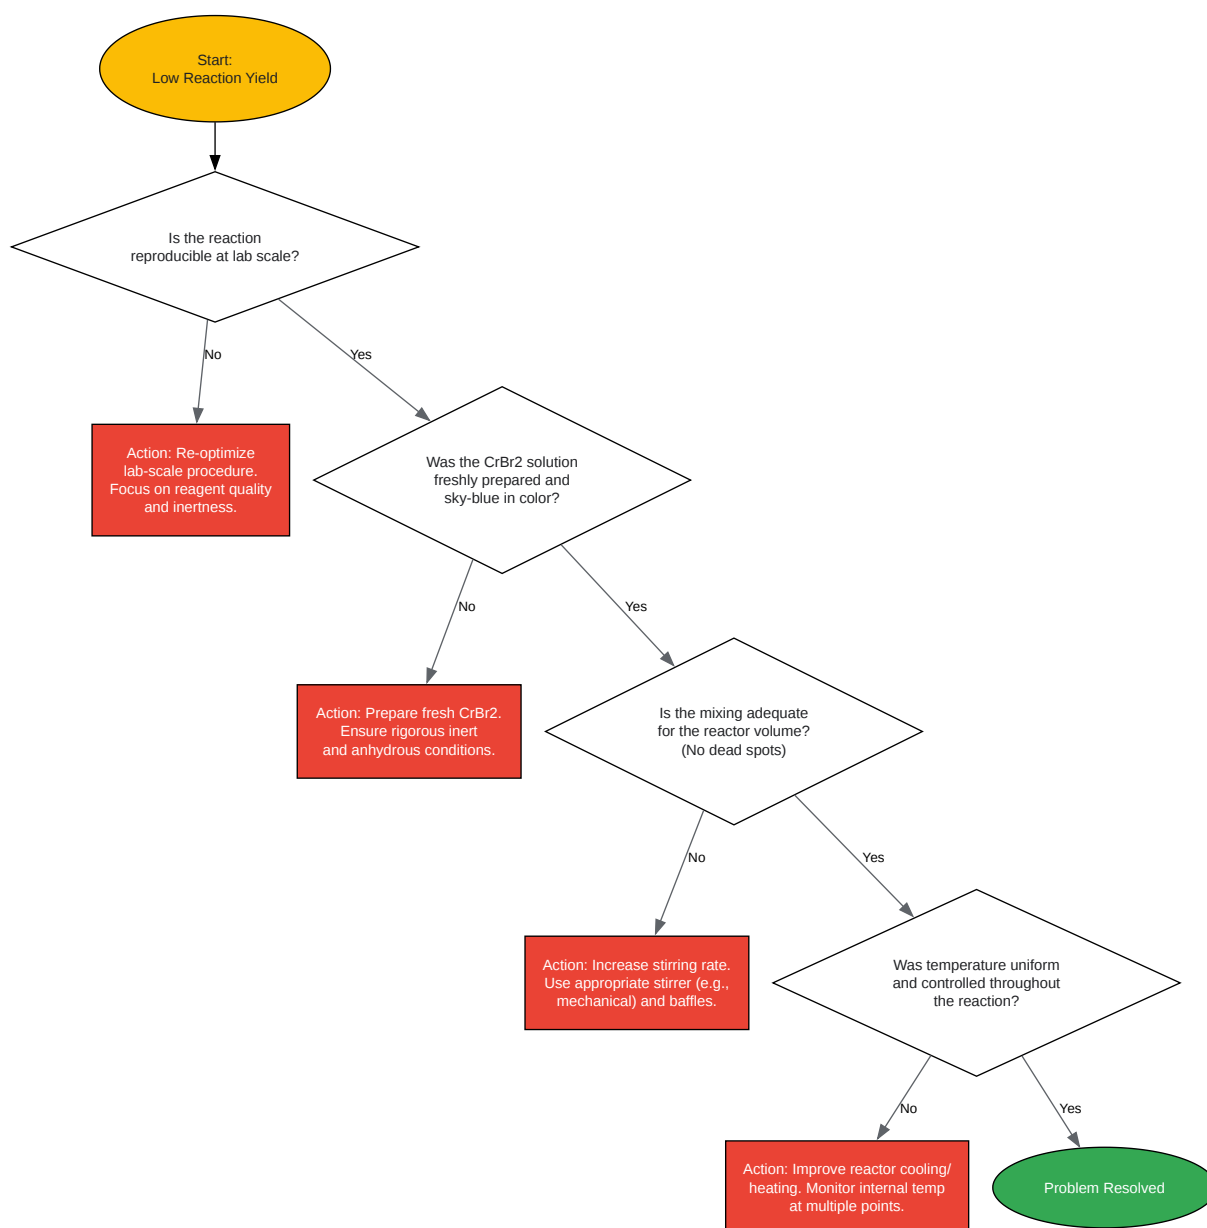 Start:
Low Reaction Yield
Is the reaction
reproducible at lab scale?
No
Yes
Action: Re-optimize
lab-scale procedure.
Focus on reagent quality
and inertness.
Was the CrBr2 solution
freshly prepared and
sky-blue in color?
No
Yes
Action: Prepare fresh CrBr2.
Ensure rigorous inert
and anhydrous conditions.
Is the mixing adequate
for the reactor volume?
(No dead spots)
No
Yes
Action: Increase stirring rate.
Use appropriate stirrer (e.g.,
mechanical) and baffles.
Was temperature uniform
and controlled throughout
the reaction?
No
Yes
Action: Improve reactor cooling/
heating. Monitor internal temp
at multiple points.
Problem Resolved